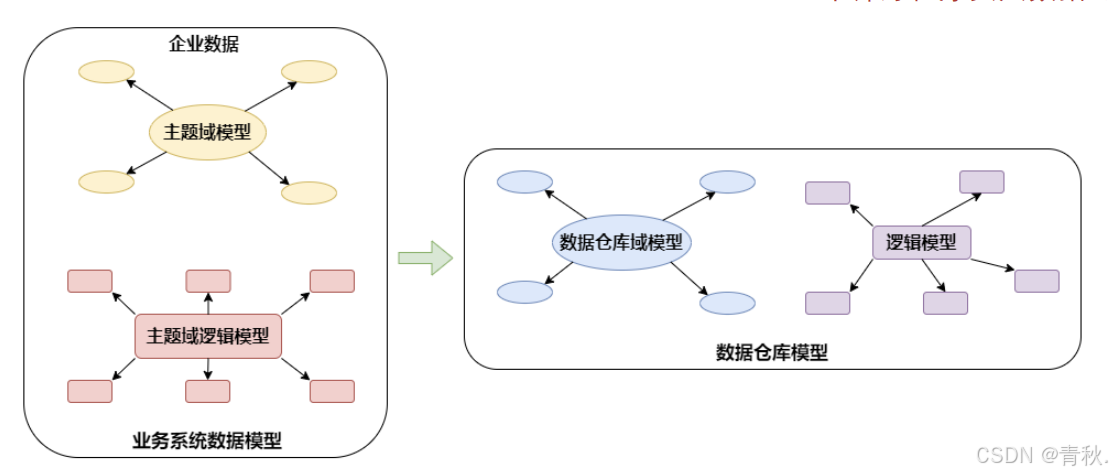 企业数据
主题域模型
主题域逻辑模型
业务系统数据模型
数据仓库域模型
逻辑模型
数据仓库模型
CSDN @青秋.